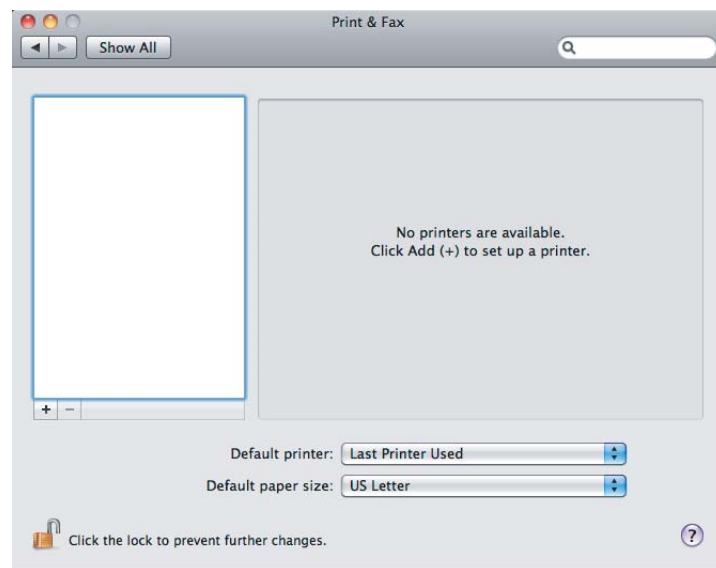 Print & Fax
Show All
No printers are available.
Click Add (+) to set up a printer.
+ −
Default printer: Last Printer Used
Default paper size: US Letter
Click the lock to prevent further changes.
?